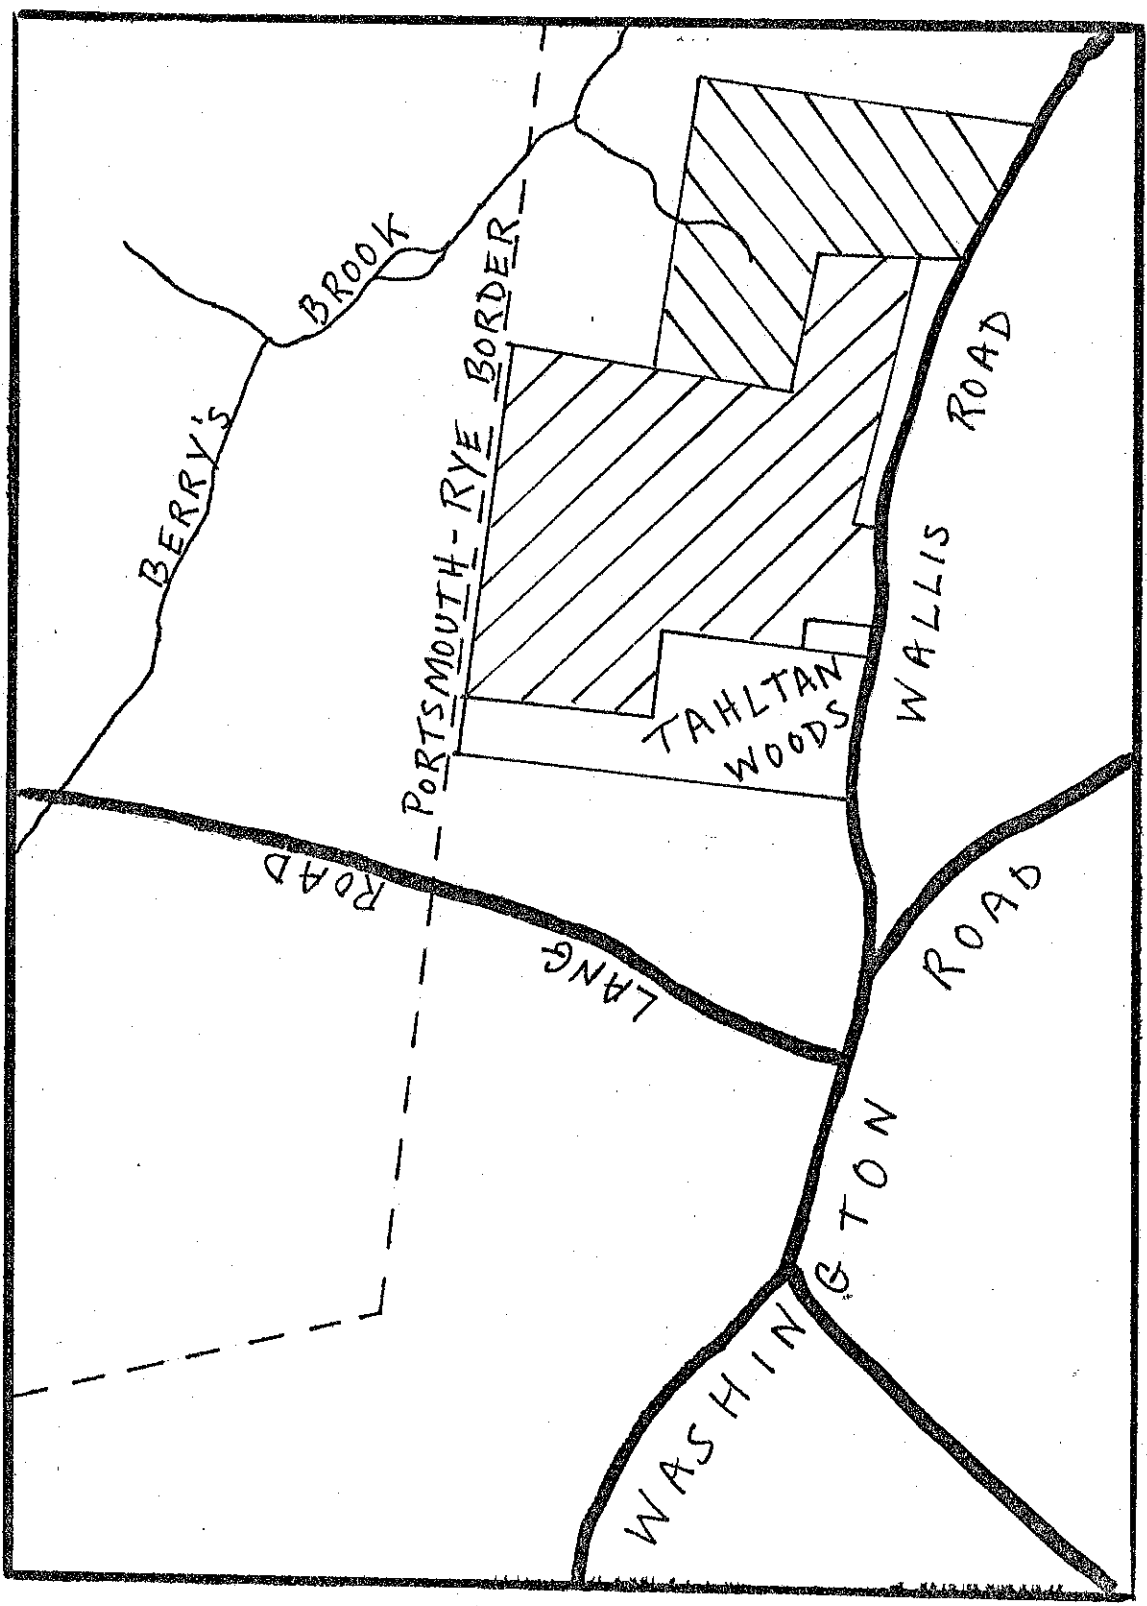 BERRY'S BROOK
PORTSMOUTH-RYE BORDER
TAHLTAN
WOODS
WALLIS ROAD
LANG ROAD
WASHINGTON ROAD